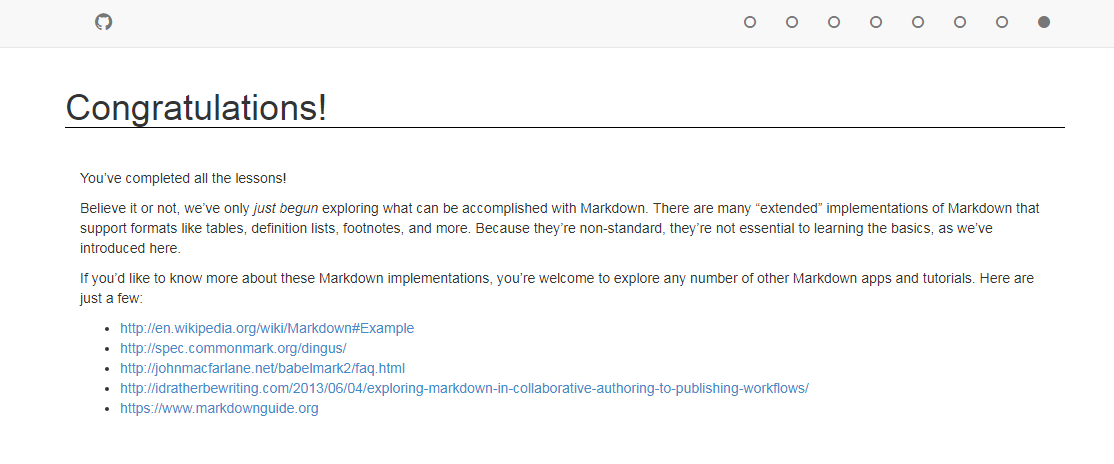 Congratulations!
You’ve completed all the lessons!
Believe it or not, we’ve only just begun exploring what can be accomplished with Markdown. There are many “extended” implementations of Markdown that
support formats like tables, definition lists, footnotes, and more. Because they’re non-standard, they’re not essential to learning the basics, as we’ve
introduced here.
If you’d like to know more about these Markdown implementations, you’re welcome to explore any number of other Markdown apps and tutorials. Here are
just a few:
• http://en.wikipedia.org/wiki/Markdown#Example
• http://spec.commonmark.org/dingus/
• http://johnmacfarlane.net/babelmark2/faq.html
• http://idratherbewriting.com/2013/06/04/exploring-markdown-in-collaborative-authoring-to-publishing-workflows/
• https://www.markdownguide.org